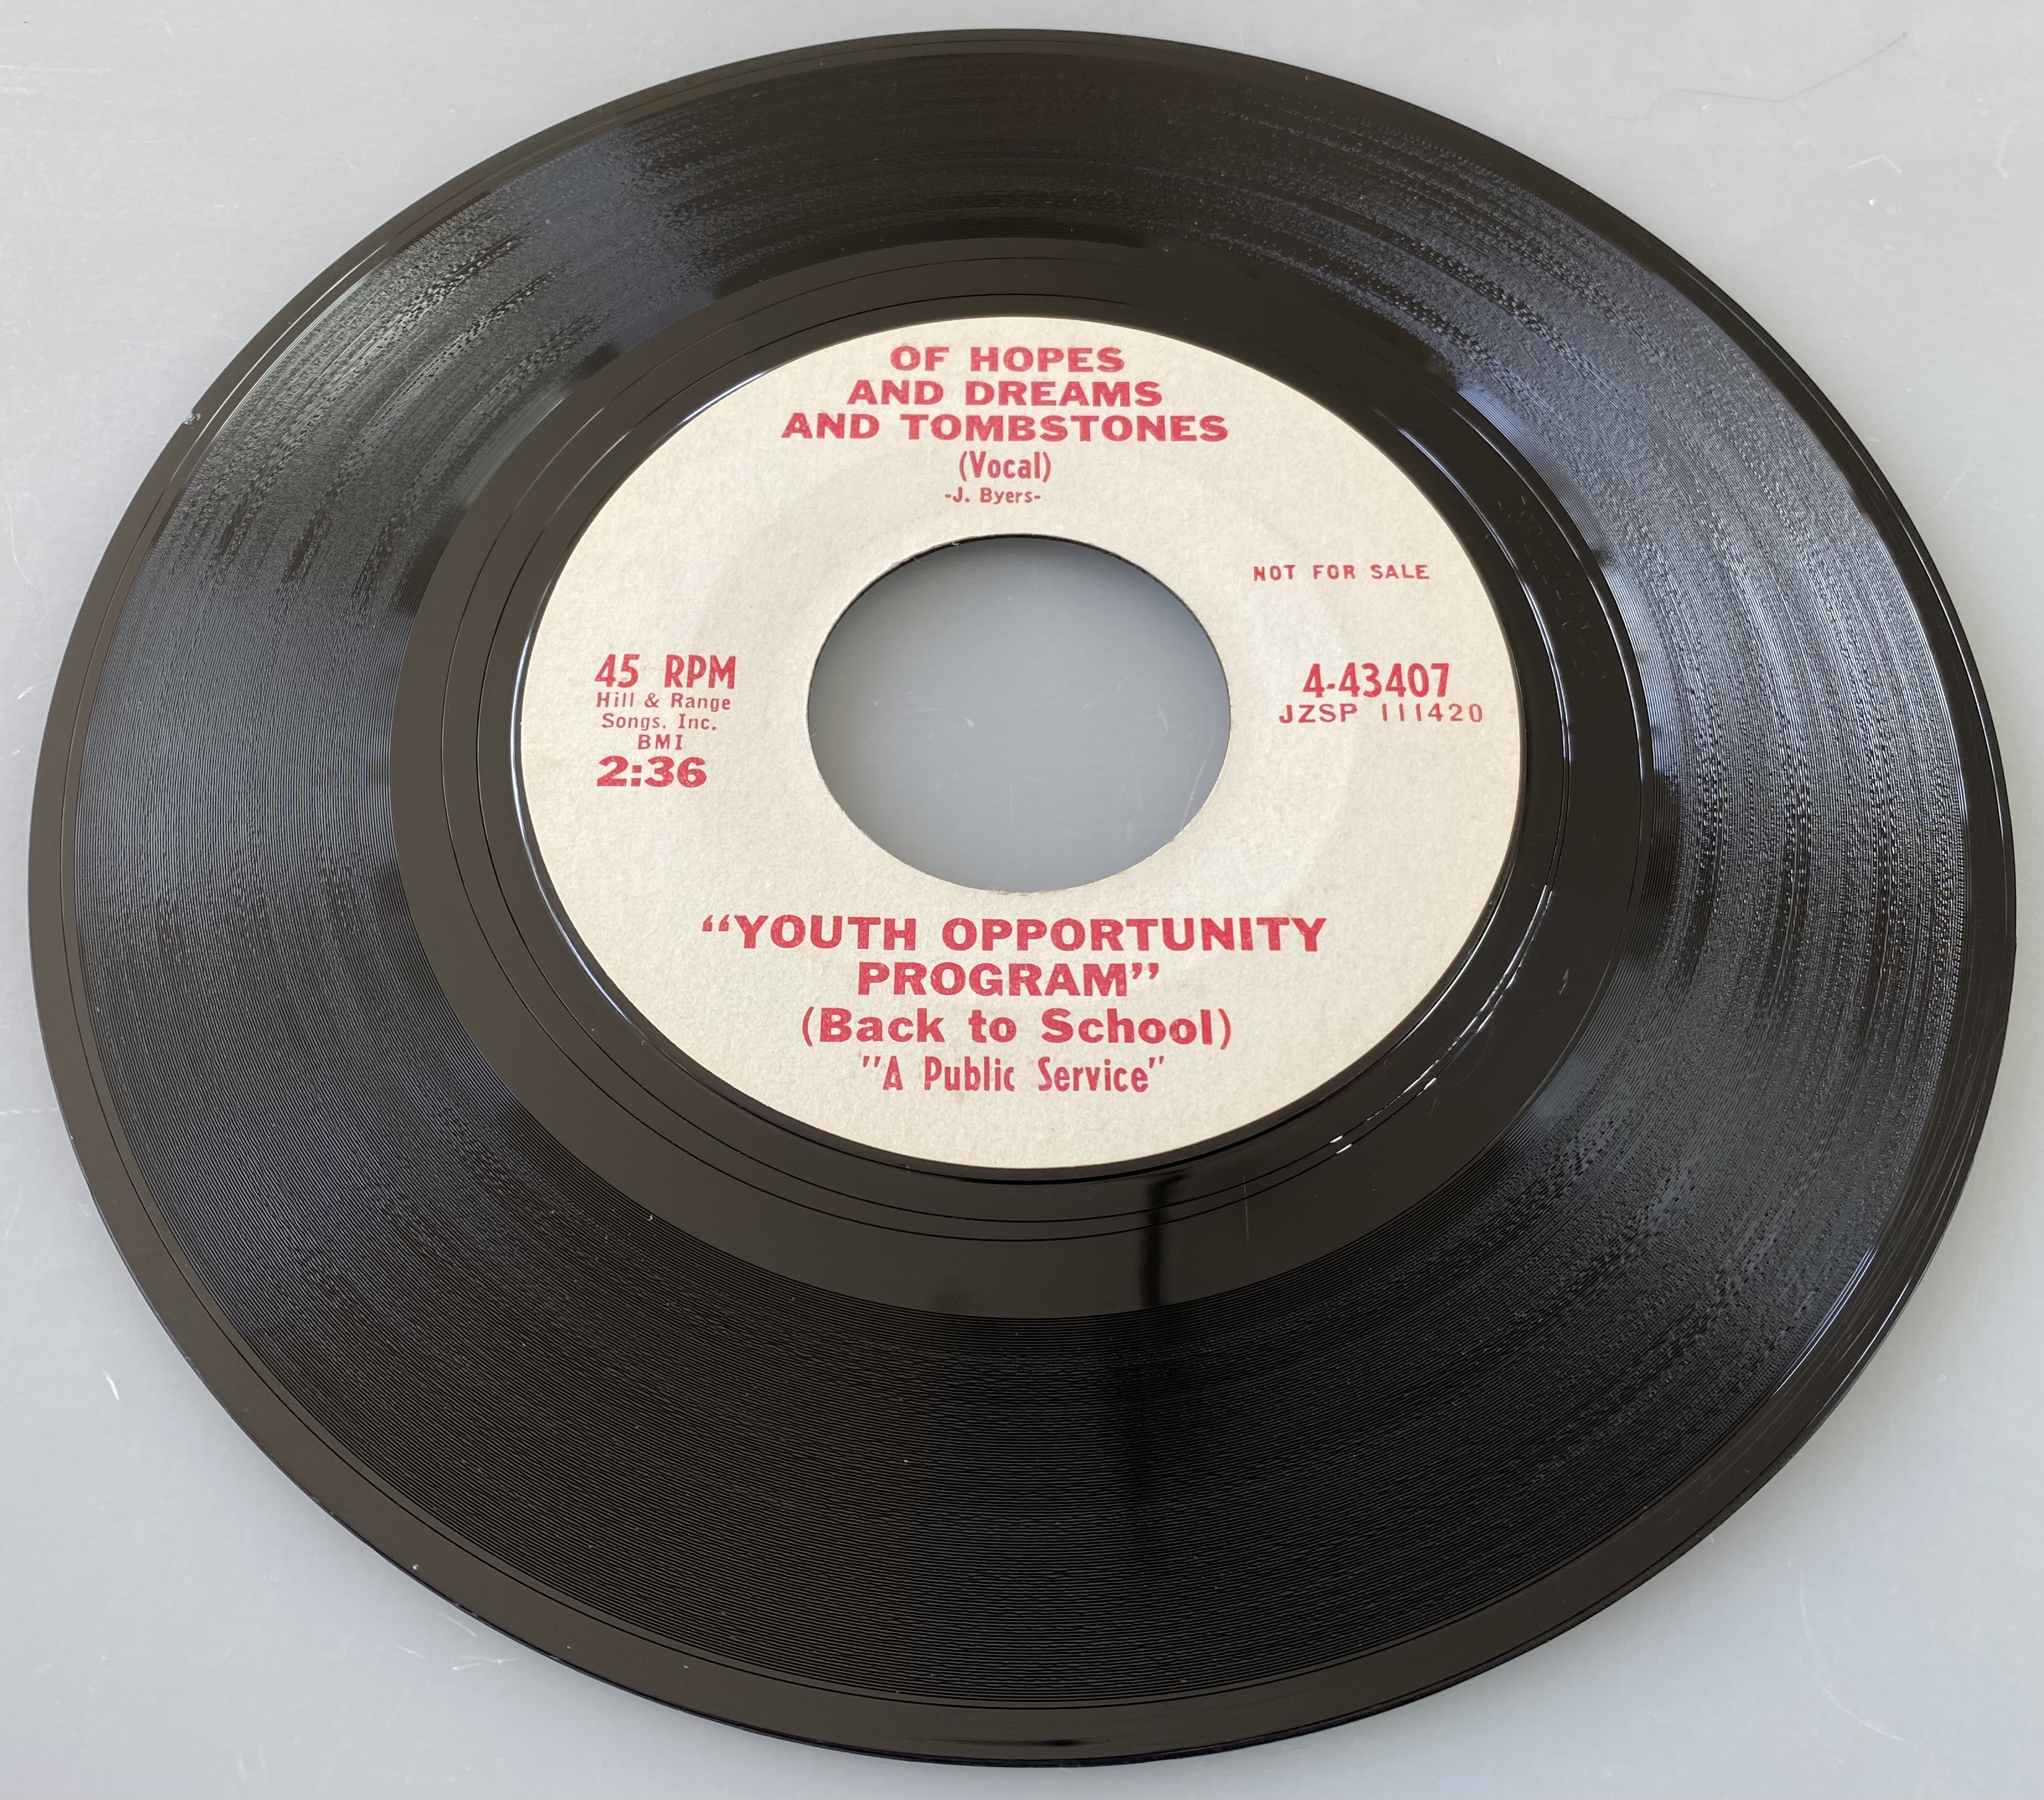 OF HOPES
AND DREAMS
AND TOMBSTONES
(Vocal)
-J. Byers-
NOT FOR SALE
45 RPM
Hill & Range
Songs, Inc.
BMI
2:36
4-43407
JZSP 111420
“YOUTH OPPORTUNITY
PROGRAM”
(Back to School)
"A Public Service"